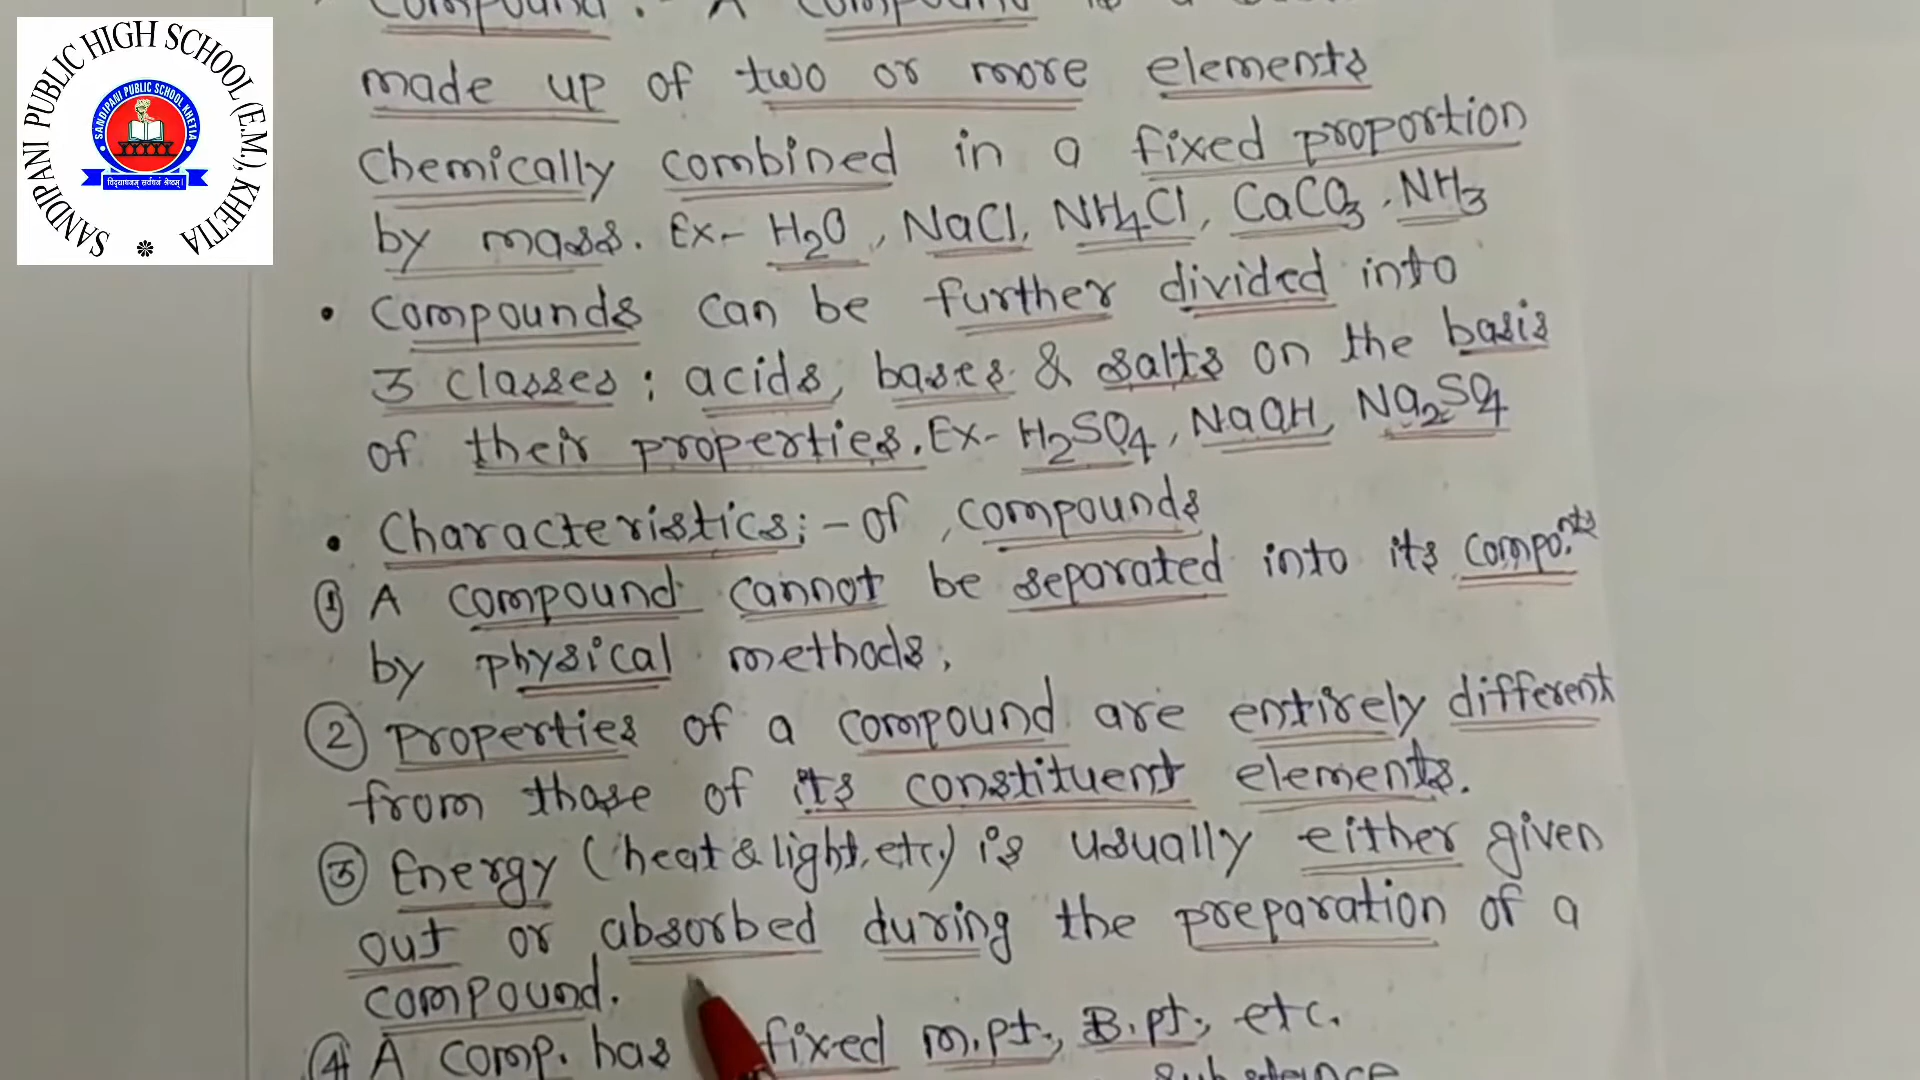 SANDIPANI PUBLIC HIGH SCHOOL (E.M.), KHETIA
SANDIPANI PUBLIC SCHOOL KHETIA
Compound :- A compound is a
made up of two or more elements
chemically combined in a fixed proportion
by mass. Ex- H₂O, NaCl, NH₄Cl, CaCO₃, NH₃
• Compounds can be further divided into
3 classes : acids, bases & salts on the basis
of their properties. Ex- H₂SO₄, NaOH, Na₂SO₄
• Characteristics :- of compounds
① A compound cannot be separated into its compo.nts
by physical methods.
② Properties of a compound are entirely different
from those of its constituent elements.
③ Energy (heat & light, etc.) is usually either given
out or absorbed during the preparation of a
compound.
④ A comp. has fixed m.pt., B.pt., etc.
substance